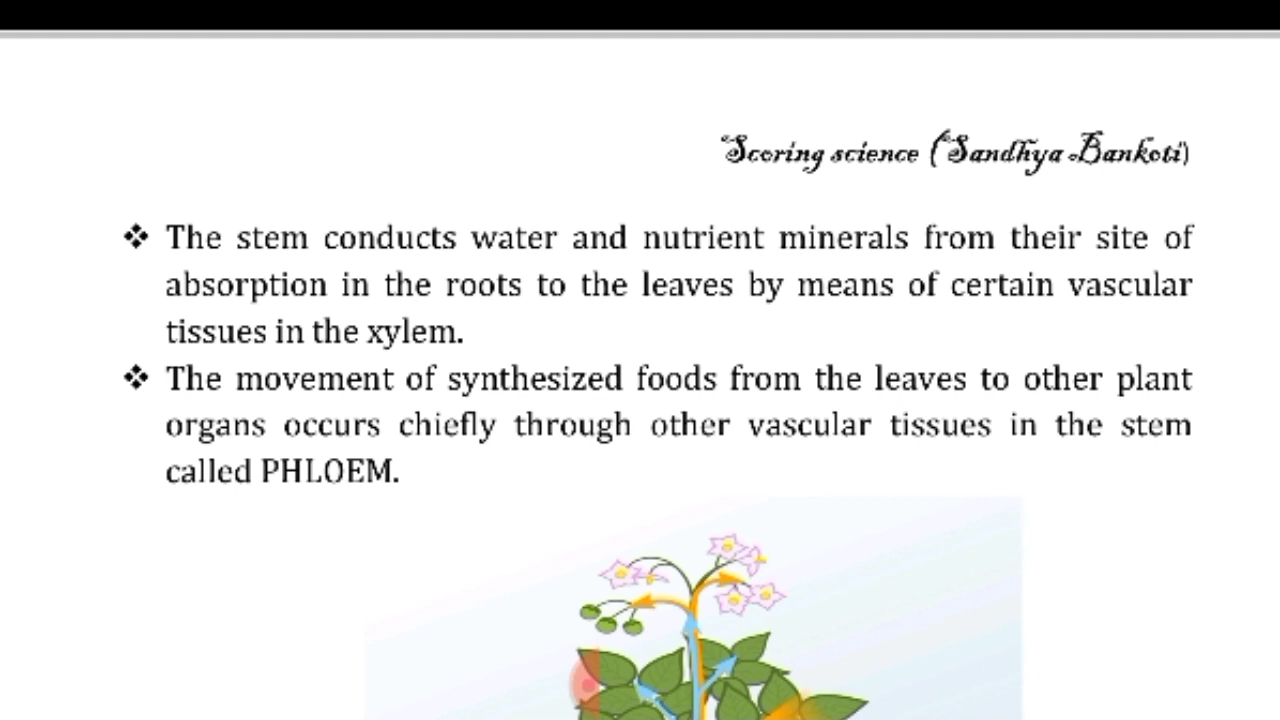 Scoring science (Sandhya Bankoti)
❖ The stem conducts water and nutrient minerals from their site of
absorption in the roots to the leaves by means of certain vascular
tissues in the xylem.
❖ The movement of synthesized foods from the leaves to other plant
organs occurs chiefly through other vascular tissues in the stem
called PHLOEM.